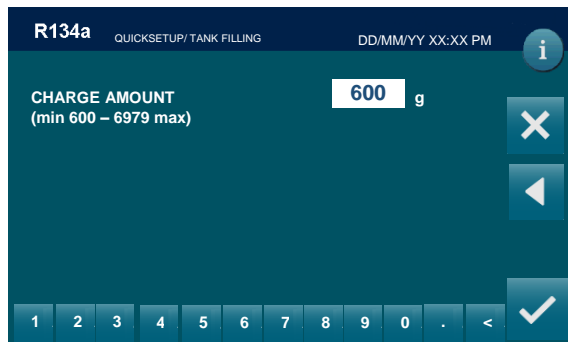 R134a QUICKSETUP/ TANK FILLING DD/MM/YY XX:XX PM i
CHARGE AMOUNT 600 g
(min 600 – 6979 max)
1 2 3 4 5 6 7 8 9 0 . <